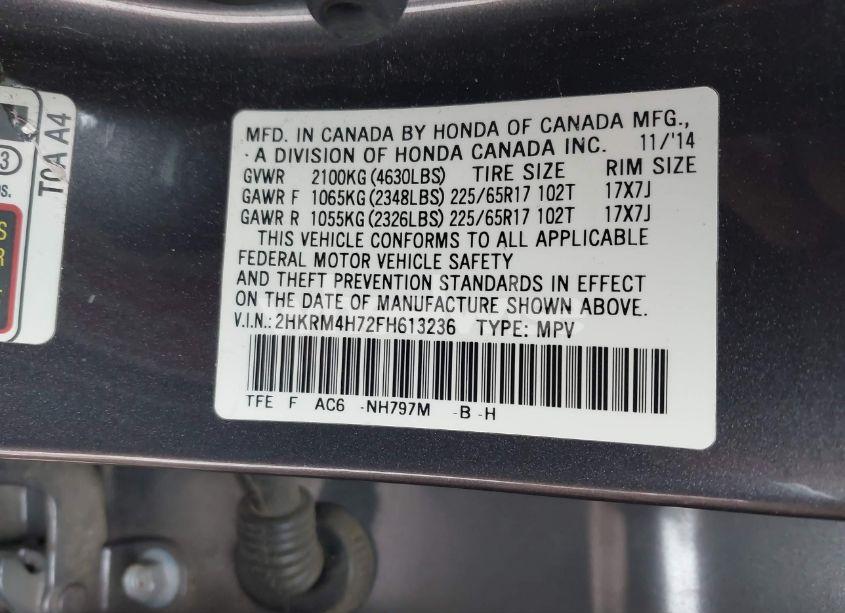 MFD. IN CANADA BY HONDA OF CANADA MFG.,
A DIVISION OF HONDA CANADA INC. 11/'14
GVWR 2100KG (4630LBS) TIRE SIZE RIM SIZE
GAWR F 1065KG (2348LBS) 225/65R17 102T 17X7J
GAWR R 1055KG (2326LBS) 225/65R17 102T 17X7J
THIS VEHICLE CONFORMS TO ALL APPLICABLE
FEDERAL MOTOR VEHICLE SAFETY
AND THEFT PREVENTION STANDARDS IN EFFECT
ON THE DATE OF MANUFACTURE SHOWN ABOVE.
V.I.N.: 2HKRM4H72FH613236 TYPE: MPV
TFE F AC6 -NH797M -B -H
T0A A4
3